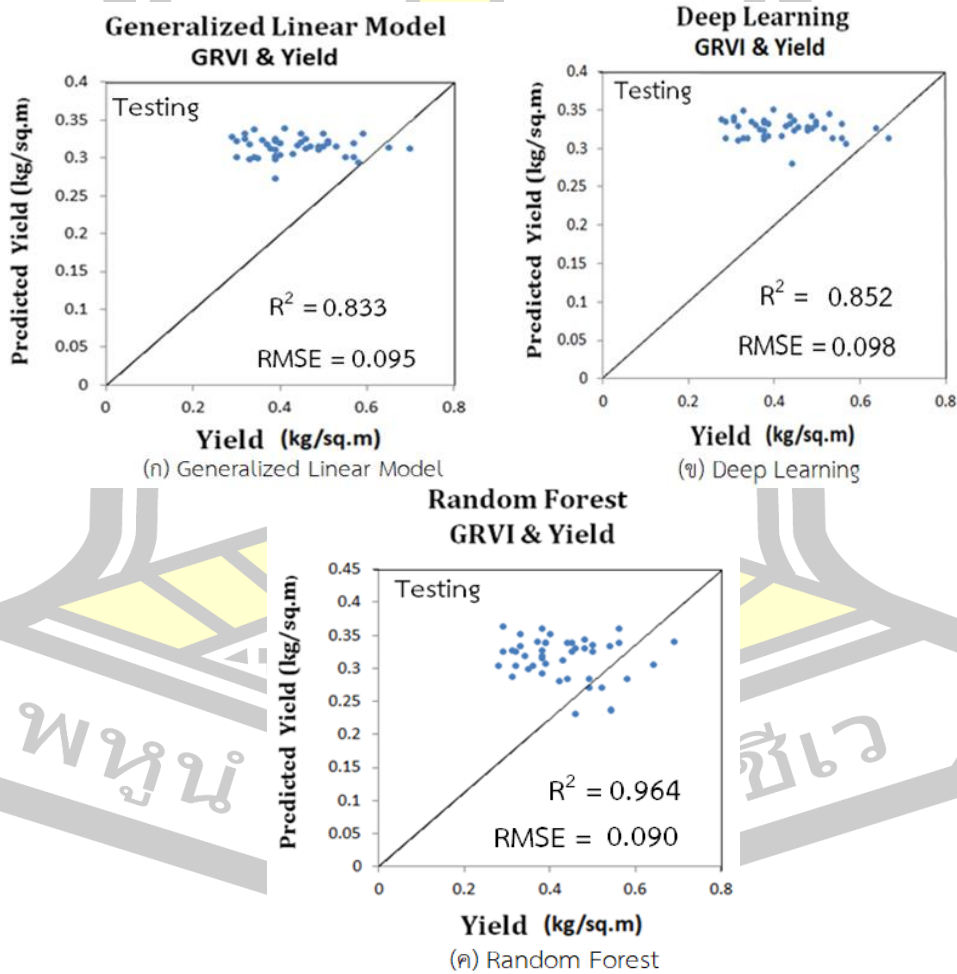 Generalized Linear Model
GRVI & Yield
Testing
Predicted Yield (kg/sq.m)
0.4
0.35
0.3
0.25
0.2
0.15
0.1
0.05
0
R² = 0.833
RMSE = 0.095
0 0.2 0.4 0.6 0.8
Yield (kg/sq.m)
(ก) Generalized Linear Model
Deep Learning
GRVI & Yield
Testing
Predicted Yield (kg/sq.m)
0.4
0.35
0.3
0.25
0.2
0.15
0.1
0.05
0
R² = 0.852
RMSE = 0.098
0 0.2 0.4 0.6 0.8
Yield (kg/sq.m)
(ข) Deep Learning
Random Forest
GRVI & Yield
Testing
Predicted Yield (kg/sq.m)
0.45
0.4
0.35
0.3
0.25
0.2
0.15
0.1
0.05
0
R² = 0.964
RMSE = 0.090
0 0.2 0.4 0.6 0.8
Yield (kg/sq.m)
(ค) Random Forest
พหูน
ชีเว